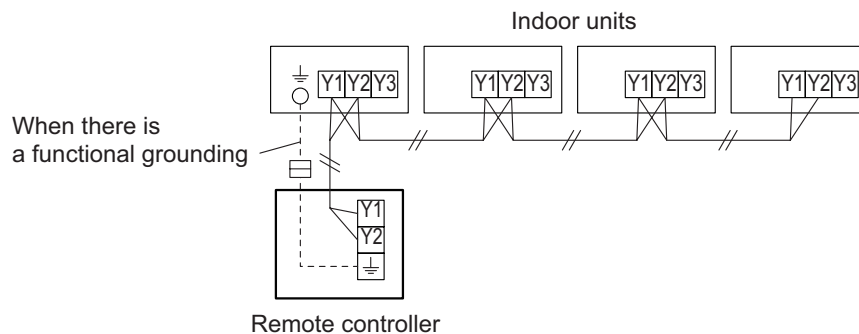 Indoor units
Y1 Y2 Y3 Y1 Y2 Y3 Y1 Y2 Y3 Y1 Y2 Y3
When there is
a functional grounding
Y1
Y2
Remote controller